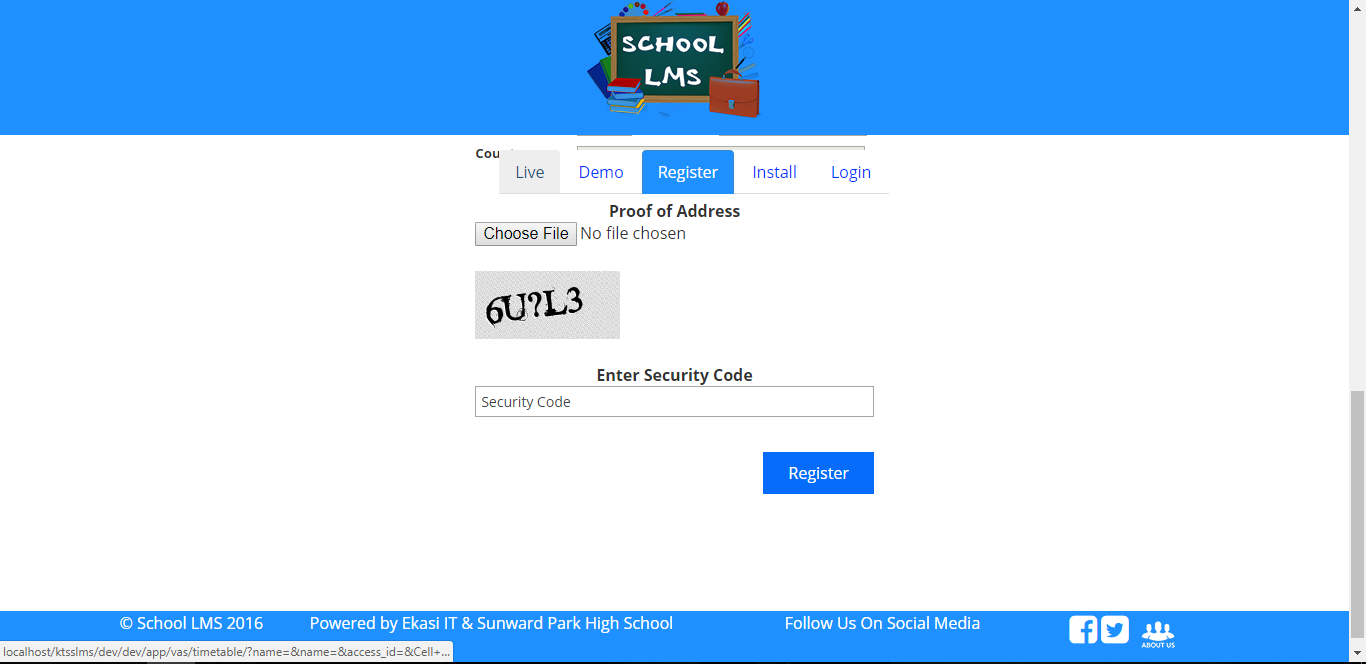 SCHOOL
LMS
Live
Demo
Register
Install
Login
Proof of Address
Choose File No file chosen
6U?L3
Enter Security Code
Security Code
Register
© School LMS 2016
Powered by Ekasi IT & Sunward Park High School
Follow Us On Social Media
ABOUT US
localhost/ktsslms/dev/dev/app/vas/timetable/?name=&name=&access_id=&Cell+...